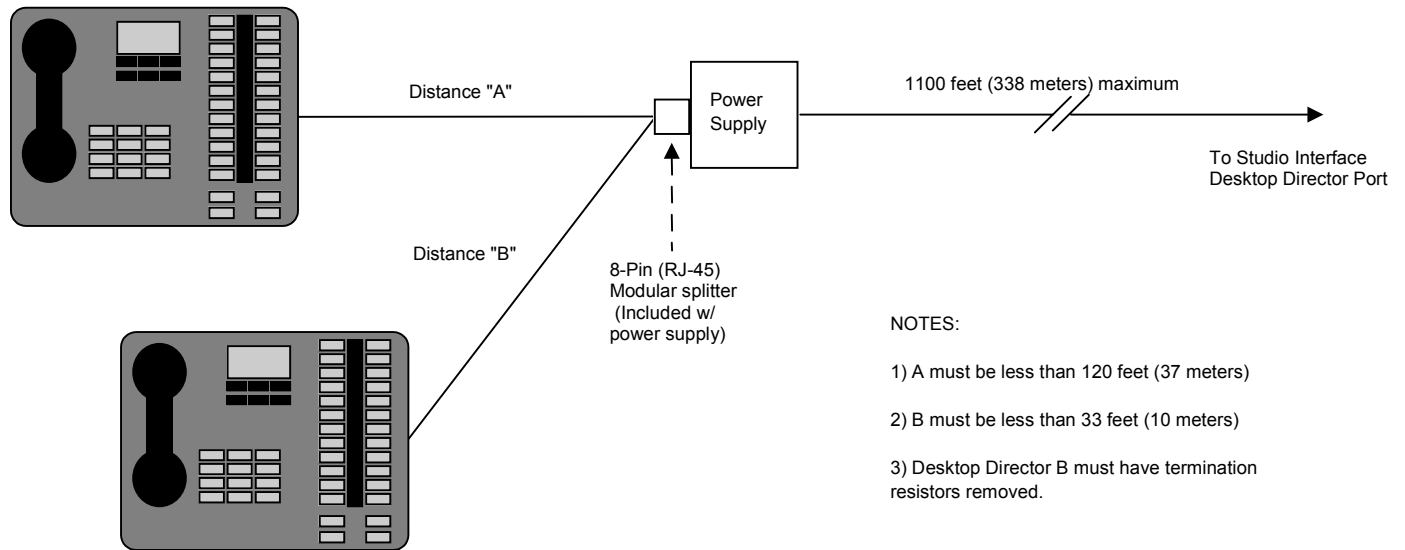 Distance "A"
Power
Supply
1100 feet (338 meters) maximum
To Studio Interface
Desktop Director Port
Distance "B"
8-Pin (RJ-45)
Modular splitter
(Included w/
power supply)
NOTES:
1) A must be less than 120 feet (37 meters)
2) B must be less than 33 feet (10 meters)
3) Desktop Director B must have termination
resistors removed.